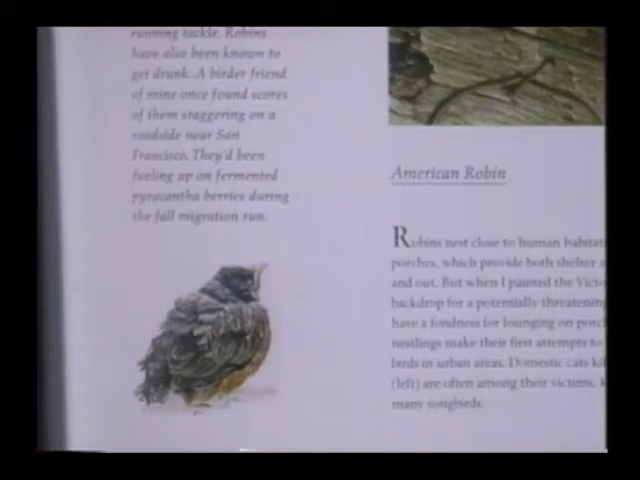 running tackle. Robins
have also been known to
get drunk. A birder friend
of mine once found scores
of them staggering on a
roadside near San
Francisco. They'd been
fueling up on fermented
pyracantha berries during
the fall migration run.
American Robin
Robins nest close to human habitat
porches, which provide both shelter a
and out. But when I painted the Victo
backdrop for a potentially threatening
have a fondness for lounging on porc
nestlings make their first attempts to
birds in urban areas. Domestic cats kil
(left) are often among their victims, k
many songbirds.